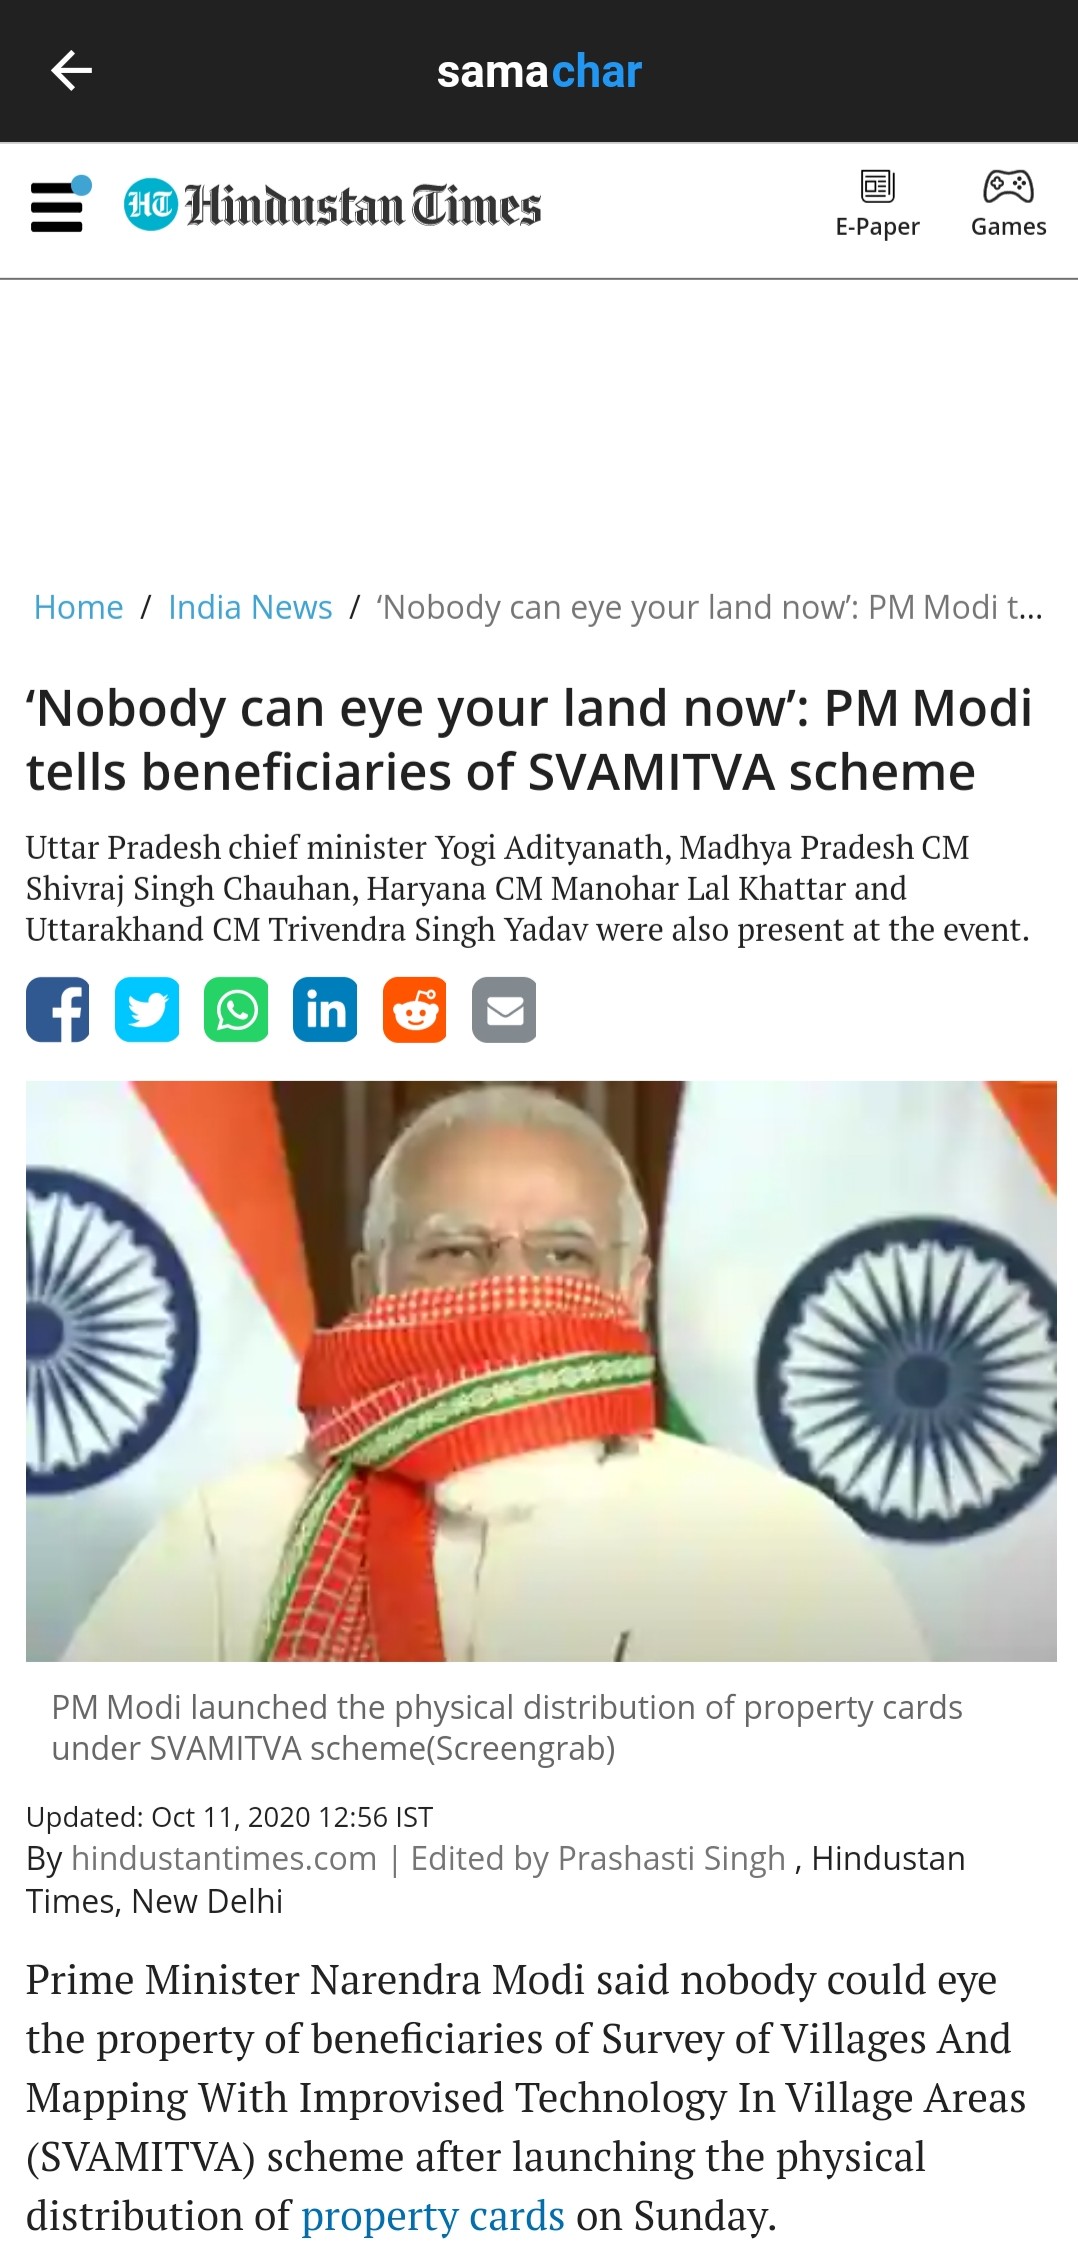 samachar
HT Hindustan Times
E-Paper
Games
Home / India News / ‘Nobody can eye your land now’: PM Modi t...
‘Nobody can eye your land now’: PM Modi
tells beneficiaries of SVAMITVA scheme
Uttar Pradesh chief minister Yogi Adityanath, Madhya Pradesh CM
Shivraj Singh Chauhan, Haryana CM Manohar Lal Khattar and
Uttarakhand CM Trivendra Singh Yadav were also present at the event.
PM Modi launched the physical distribution of property cards
under SVAMITVA scheme(Screengrab)
Updated: Oct 11, 2020 12:56 IST
By hindustantimes.com | Edited by Prashasti Singh , Hindustan
Times, New Delhi
Prime Minister Narendra Modi said nobody could eye
the property of beneficiaries of Survey of Villages And
Mapping With Improvised Technology In Village Areas
(SVAMITVA) scheme after launching the physical
distribution of property cards on Sunday.